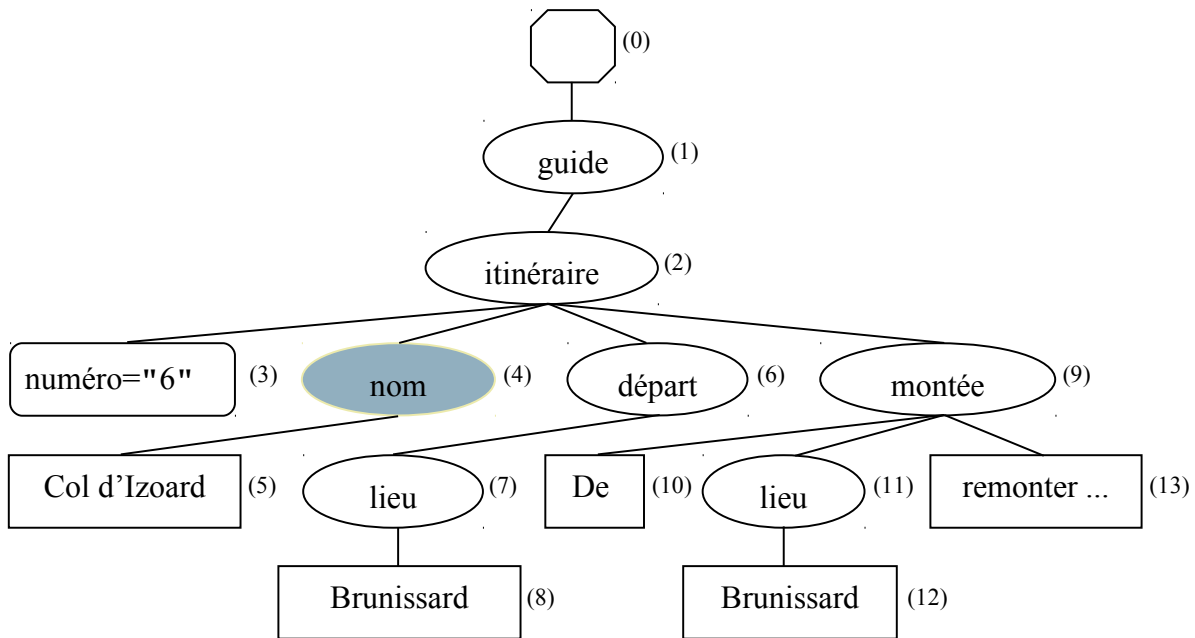 (0)
guide (1)
itinéraire (2)
numéro="6" (3) nom (4) départ (6) montée (9)
Col d’Izoard (5) lieu (7) De (10) lieu (11) remonter ... (13)
Brunissard (8) Brunissard (12)